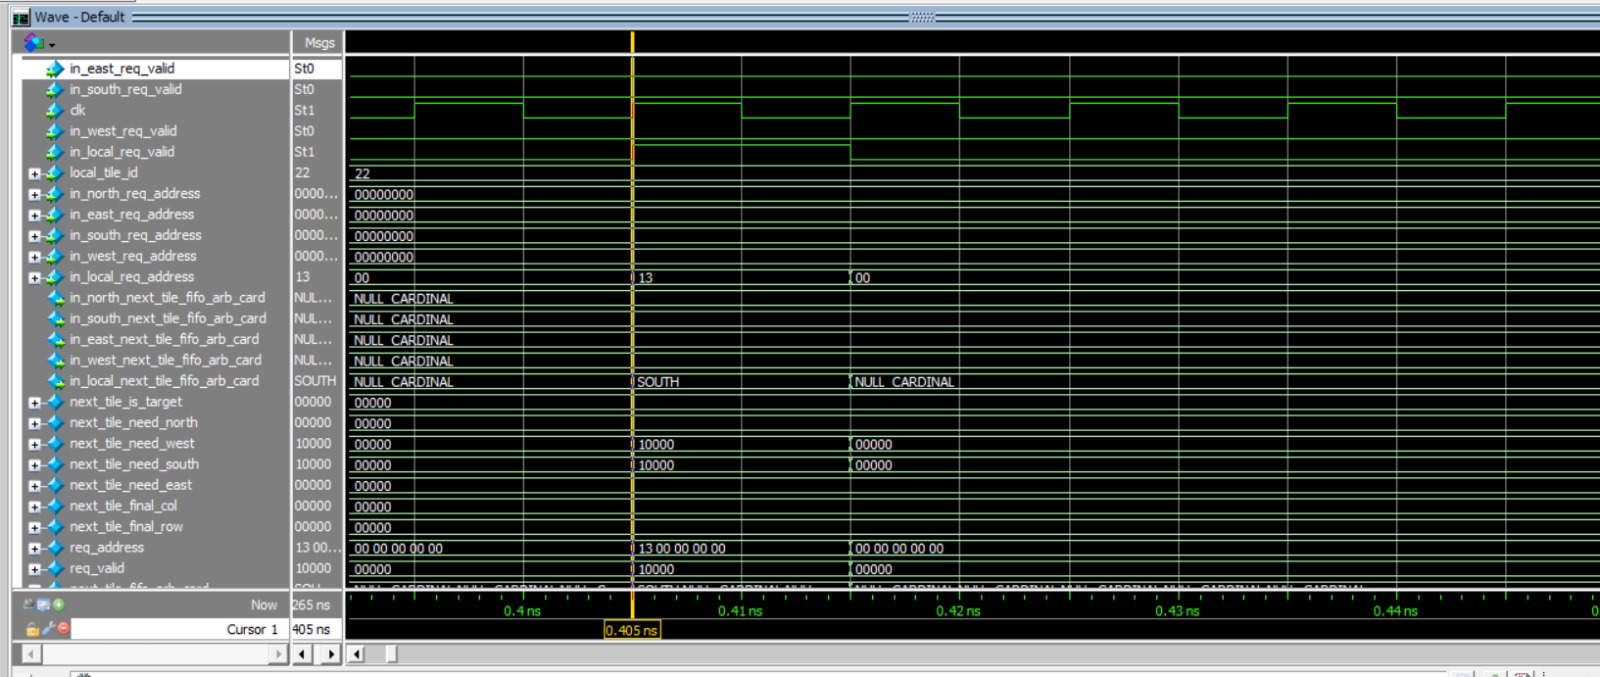 Wave - Default
Msgs
in_east_req_valid St0
in_south_req_valid St0
clk St1
in_west_req_valid St0
in_local_req_valid St1
local_tile_id 22 22
in_north_req_address 0000... 00000000
in_east_req_address 0000... 00000000
in_south_req_address 0000... 00000000
in_west_req_address 0000... 00000000
in_local_req_address 13 00 13 00
in_north_next_tile_fifo_arb_card NUL... NULL_CARDINAL
in_south_next_tile_fifo_arb_card NUL... NULL_CARDINAL
in_east_next_tile_fifo_arb_card NUL... NULL_CARDINAL
in_west_next_tile_fifo_arb_card NUL... NULL_CARDINAL
in_local_next_tile_fifo_arb_card SOUTH NULL_CARDINAL SOUTH NULL_CARDINAL
next_tile_is_target 00000 00000
next_tile_need_north 00000 00000
next_tile_need_west 10000 00000 10000 00000
next_tile_need_south 10000 00000 10000 00000
next_tile_need_east 00000 00000
next_tile_final_col 00000 00000
next_tile_final_row 00000 00000
req_address 13 00... 00 00 00 00 00 13 00 00 00 00 00 00 00 00 00
req_valid 10000 00000 10000 00000
Now 265 ns 0.4 ns 0.41 ns 0.42 ns 0.43 ns 0.44 ns
Cursor 1 405 ns 0.405 ns